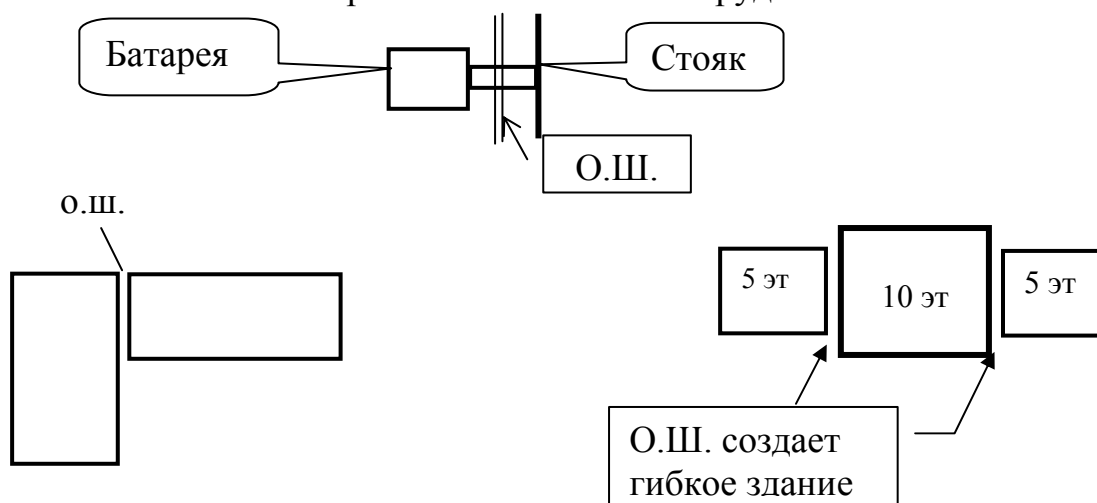 Батарея
Стояк
О.Ш.
о.ш.
5 эт
10 эт
5 эт
О.Ш. создает
гибкое здание